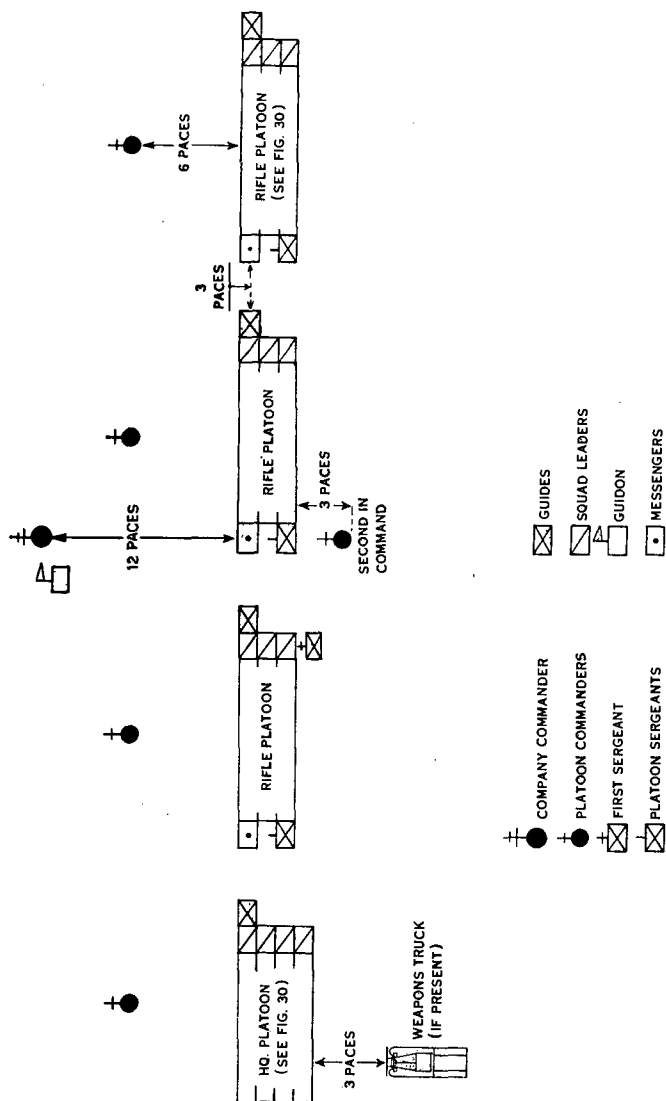 12 PACES
6 PACES
3
PACES
HQ. PLATOON
(SEE FIG. 30)
RIFLE PLATOON
RIFLE PLATOON
RIFLE PLATOON
(SEE FIG. 30)
3 PACES
WEAPONS TRUCK
(IF PRESENT)
3 PACES
SECOND IN
COMMAND
COMPANY COMMANDER
PLATOON COMMANDERS
FIRST SERGEANT
PLATOON SERGEANTS
GUIDES
SQUAD LEADERS
GUIDON
MESSENGERS